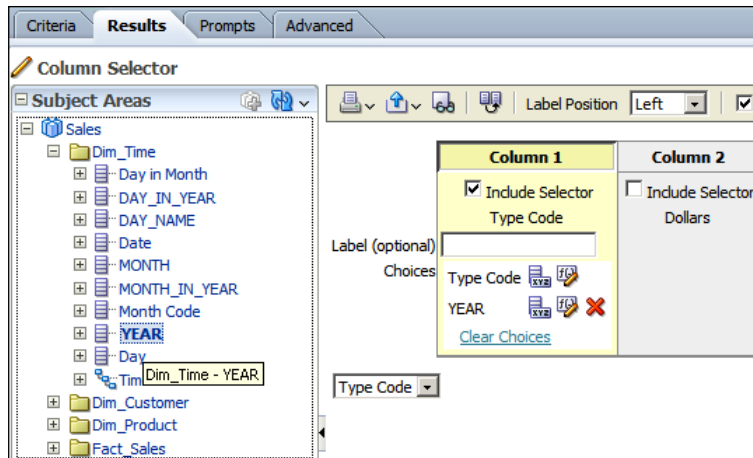 Criteria Results Prompts Advanced
Column Selector
Subject Areas
Label Position Left
Sales
Dim_Time
Day in Month
DAY_IN_YEAR
DAY_NAME
Date
MONTH
MONTH_IN_YEAR
Month Code
YEAR
Day
Tim
Dim_Time - YEAR
Dim_Customer
Dim_Product
Fact_Sales
Column 1 Column 2
Include Selector Include Selector
Type Code Dollars
Label (optional)
Choices Type Code
YEAR
Clear Choices
Type Code